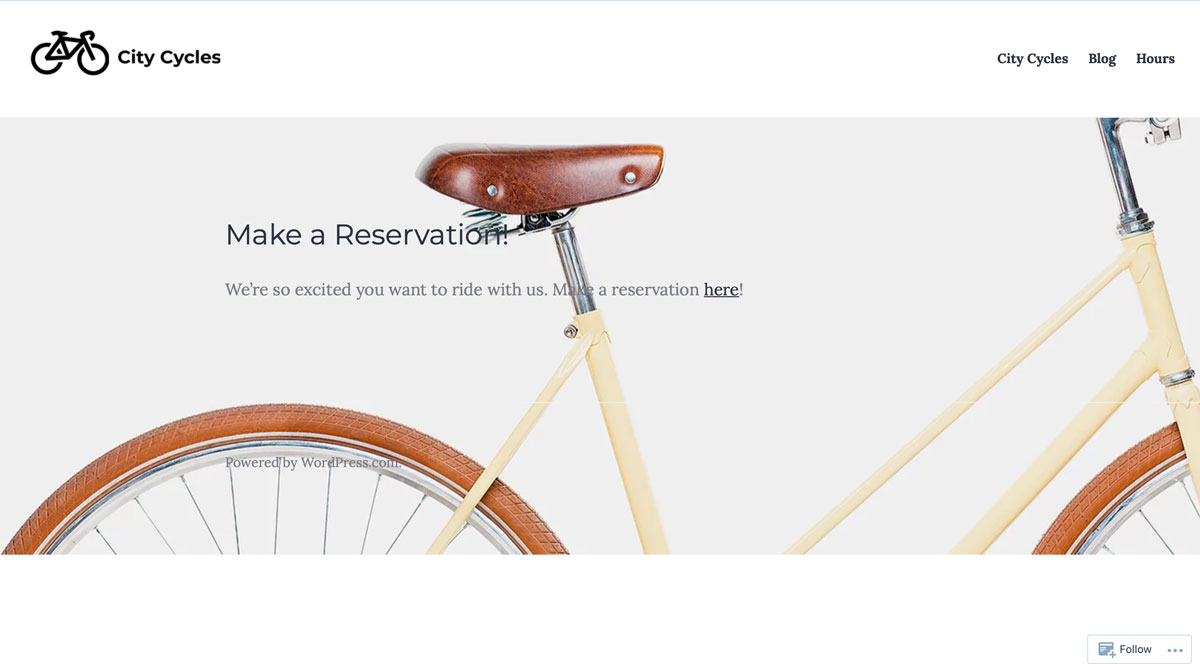 City Cycles
City Cycles Blog Hours
Make a Reservation!
We’re so excited you want to ride with us. Make a reservation here!
Powered by WordPress.com.
Follow